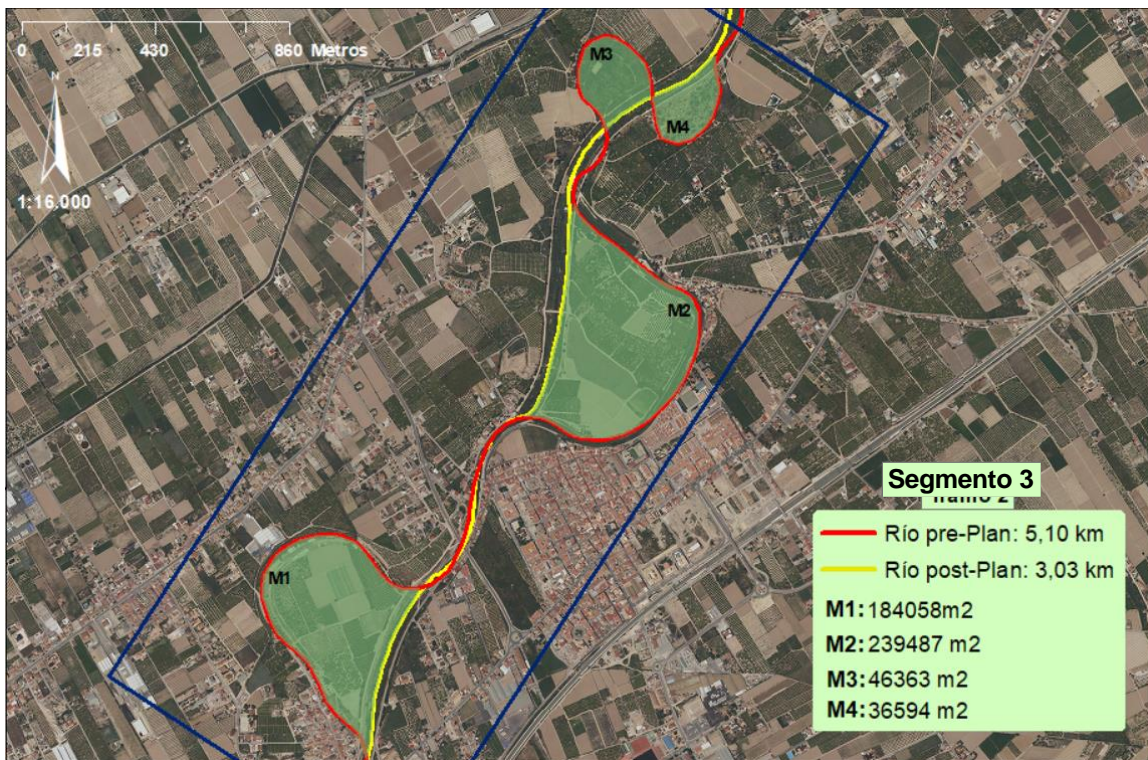 0 215 430 860 Metros
N
1:16.000
M3
M4
M2
M1
Segmento 3
Río pre-Plan: 5,10 km
Río post-Plan: 3,03 km
M1: 184058m2
M2: 239487 m2
M3: 46363 m2
M4: 36594 m2